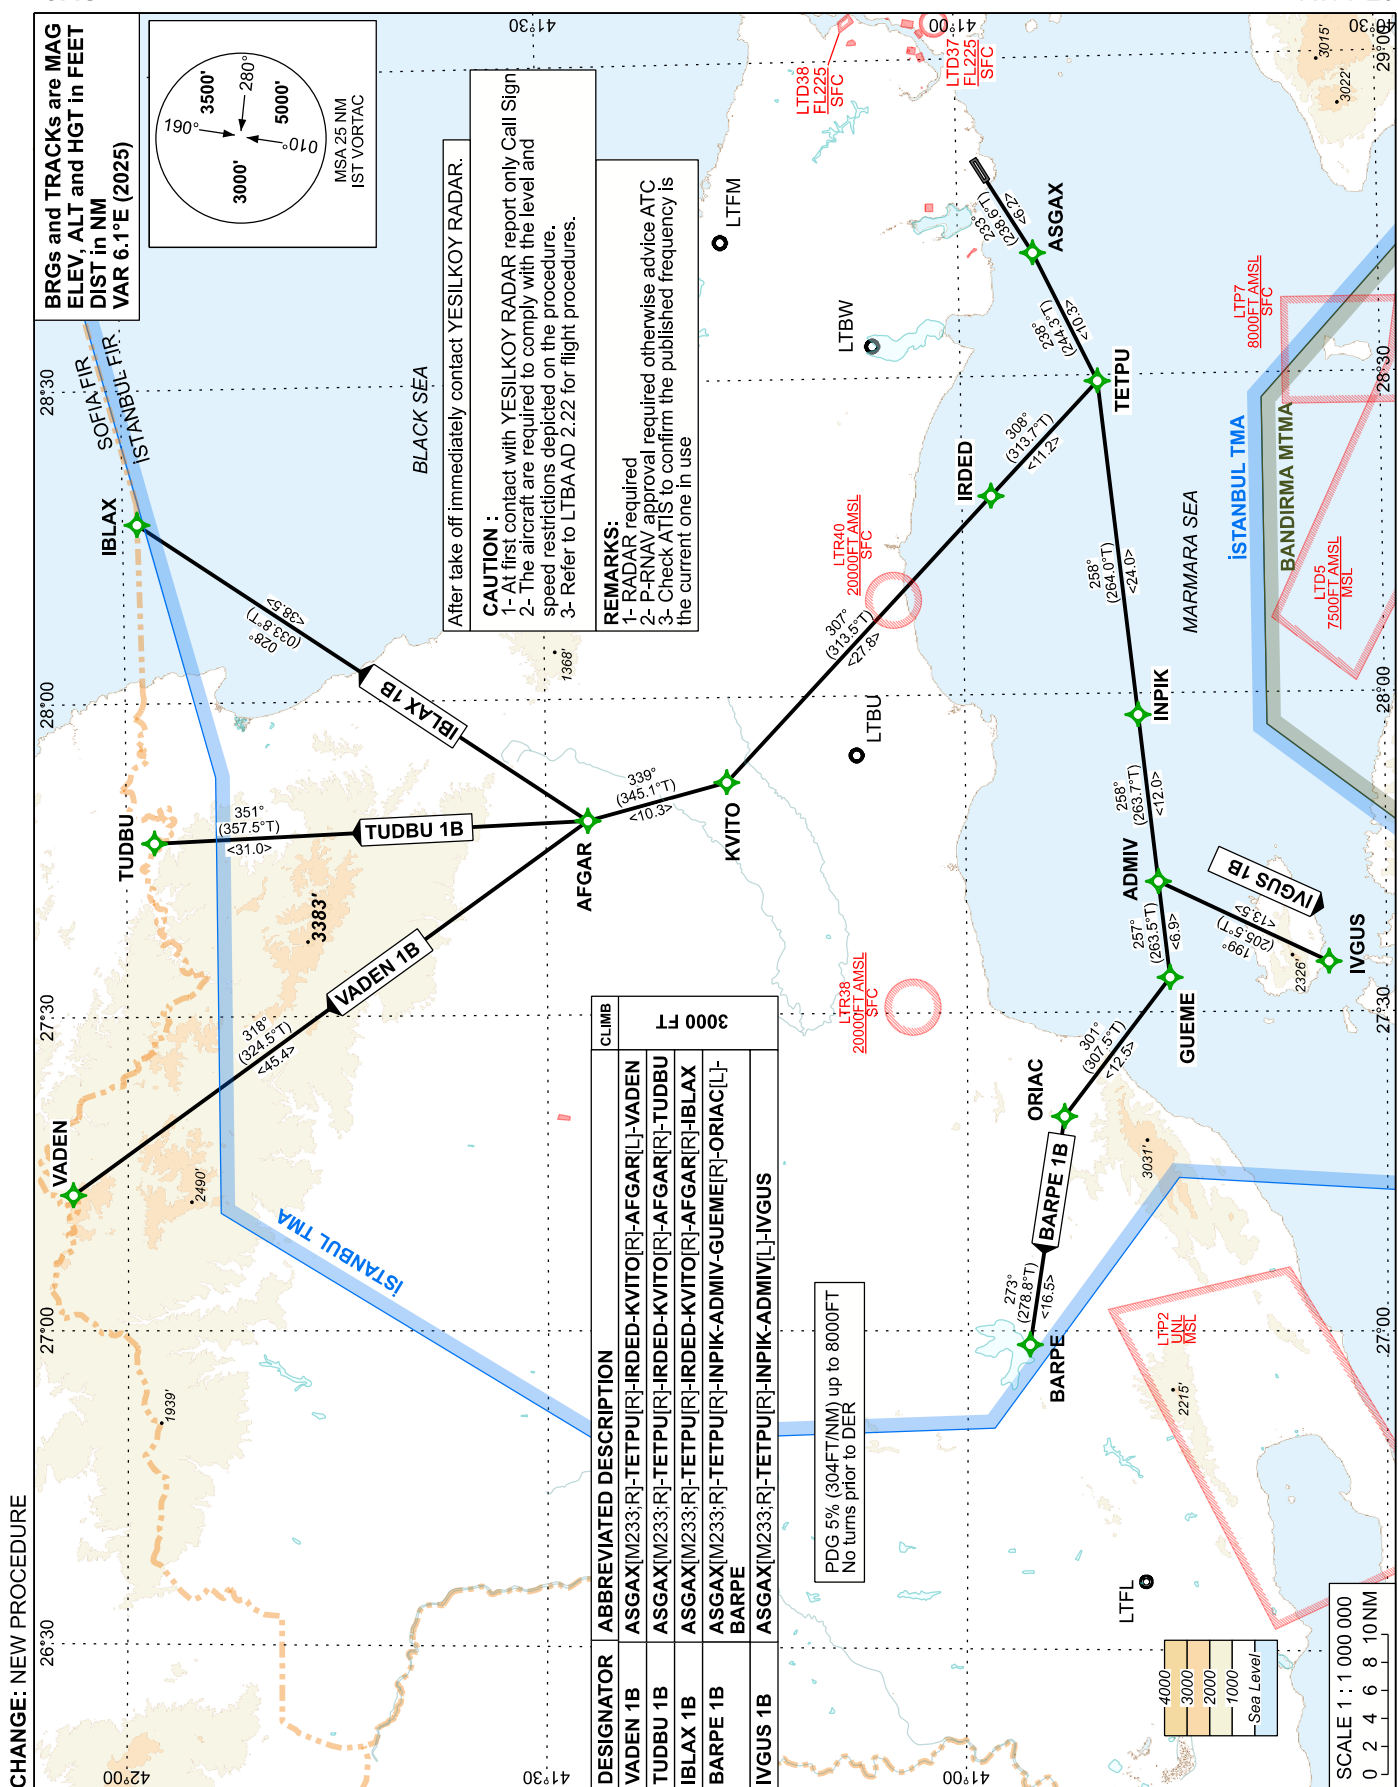 CHANGE: NEW PROCEDURE
BRGs and TRACKs are MAG
ELEV, ALT and HGT in FEET
DIST in NM
VAR 6.1°E (2025)
190°
3500'
280°
3000'
5000'
010°
MSA 25 NM
IST VORTAC
After take off immediately contact YESILKOY RADAR.
CAUTION :
1- At first contact with YESILKOY RADAR report only Call Sign
2- The aircraft are required to comply with the level and
speed restrictions depicted on the procedure.
3- Refer to LTBA AD 2.22 for flight procedures.
REMARKS:
1- RADAR required
2- P-RNAV approval required otherwise advice ATC
3- Check ATIS to confirm the published frequency is
the current one in use
SOFIA FIR
İSTANBUL FIR
BLACK SEA
MARMARA SEA
İSTANBUL TMA
İSTANBUL TMA
BANDIRMA MTMA
26°30
27°00
27°30
28°00
28°30
42°00
41°30
41°00
41°30
41°00
29°00
28°30
28°00
27°30
27°00
VADEN
318°
(324.5°T)
<45.4>
VADEN 1B
TUDBU
351°
(357.5°T)
<31.0>
TUDBU 1B
IBLAX
028°
(033.8°T)
<38.5>
IBLAX 1B
AFGAR
339°
(345.1°T)
<10.3>
KVITO
307°
(313.5°T)
<27.8>
IRDED
308°
(313.7°T)
<11.2>
TETPU
238°
(244.3°T)
<10.3>
ASGAX
233°
(238.6°T)
<6.2>
258°
(264.0°T)
<24.0>
INPIK
258°
(263.7°T)
<12.0>
ADMIV
257°
(263.5°T)
<6.9>
GUEME
199°
(205.5°T)
<13.5>
IVGUS 1B
IVGUS
301°
(307.5°T)
<12.5>
ORIAC
BARPE 1B
273°
(278.8°T)
<16.5>
BARPE
LTFM
LTBW
LTBU
LTFL
LTD38
FL225
SFC
LTD37
FL225
SFC
LTP7
8000FT AMSL
SFC
LTD5
7500FT AMSL
MSL
LTR40
20000FT AMSL
SFC
LTR38
20000FT AMSL
SFC
LTP2
UNL
MSL
3015'
3022'
1368'
3383'
2490'
1939'
2326'
3031'
2215'
DESIGNATOR ABBREVIATED DESCRIPTION CLIMB
VADEN 1B ASGAX[M233;R]-TETPU[R]-IRDED-KVITO[R]-AFGAR[L]-VADEN
TUDBU 1B ASGAX[M233;R]-TETPU[R]-IRDED-KVITO[R]-AFGAR[R]-TUDBU
IBLAX 1B ASGAX[M233;R]-TETPU[R]-IRDED-KVITO[R]-AFGAR[R]-IBLAX
BARPE 1B ASGAX[M233;R]-TETPU[R]-INPIK-ADMIV-GUEME[R]-ORIAC[L]-
BARPE
IVGUS 1B ASGAX[M233;R]-TETPU[R]-INPIK-ADMIV[L]-IVGUS
3000 FT
PDG 5% (304FT/NM) up to 8000FT
No turns prior to DER
4000
3000
2000
1000
Sea Level
SCALE 1 : 1 000 000
0 2 4 6 8 10NM